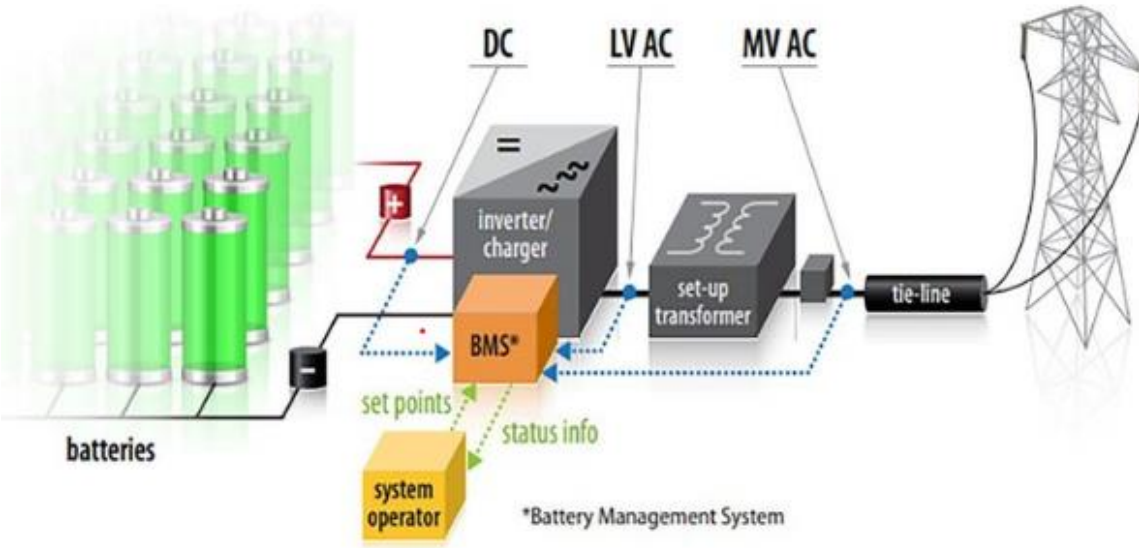 DC
LV AC
MV AC
=
+
inverter/
charger
set-up
transformer
tie-line
BMS*
-
set points
status info
batteries
system
operator
*Battery Management System